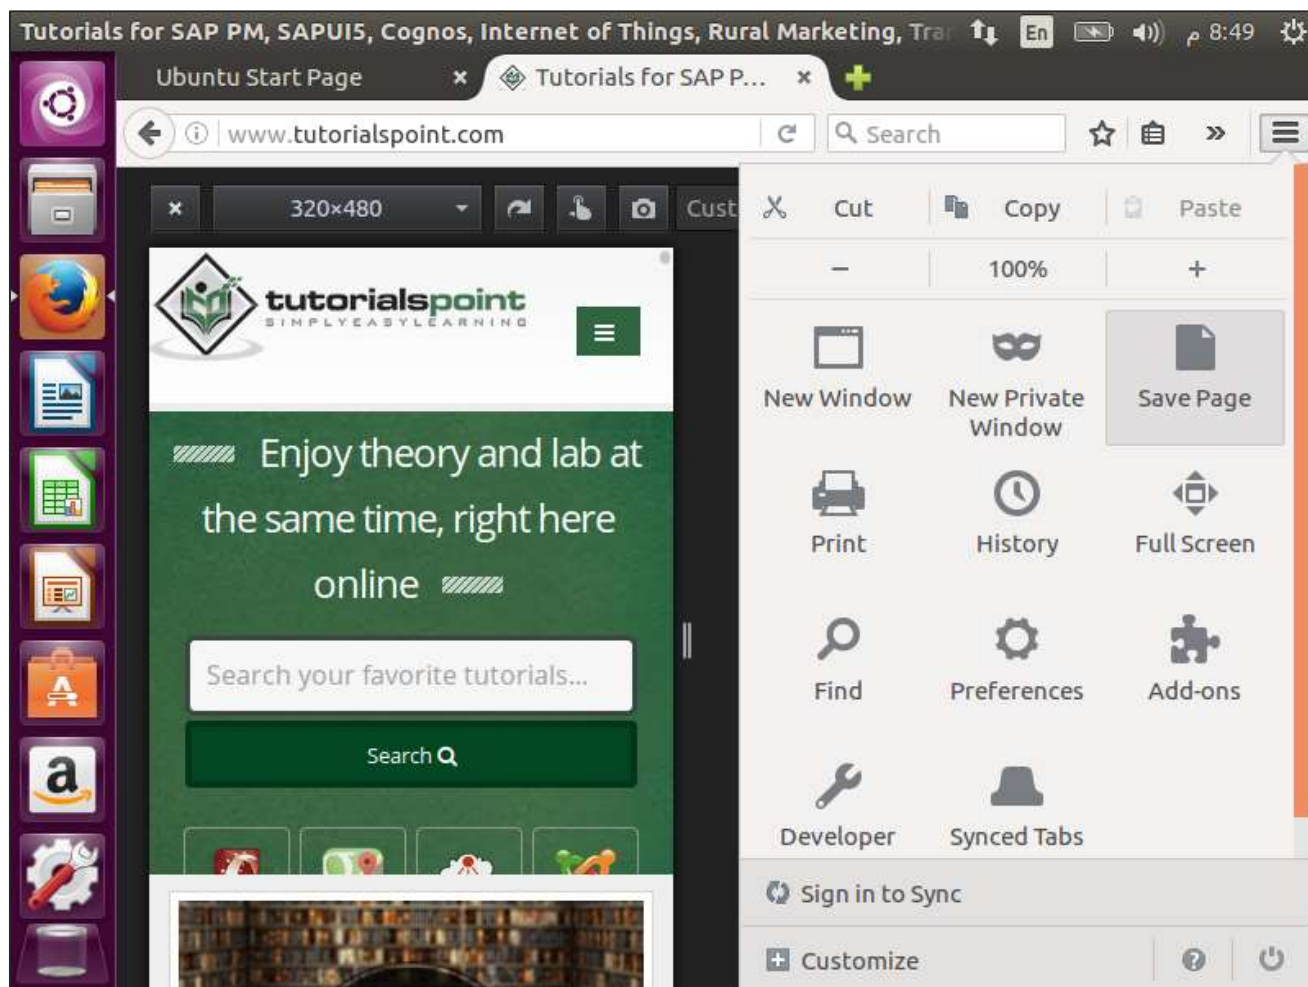 Tutorials for SAP PM, SAPUI5, Cognos, Internet of Things, Rural Marketing, Tra En م 8:49
Ubuntu Start Page × Tutorials for SAP P... ×
www.tutorialspoint.com Search
320×480 Cust
Cut Copy Paste
− 100% +
tutorialspoint
SIMPLYEASYLEARNING
New Window New Private Window Save Page
Enjoy theory and lab at
the same time, right here
online
Print History Full Screen
Search your favorite tutorials...
Search
Find Preferences Add-ons
Developer Synced Tabs
Sign in to Sync
Customize